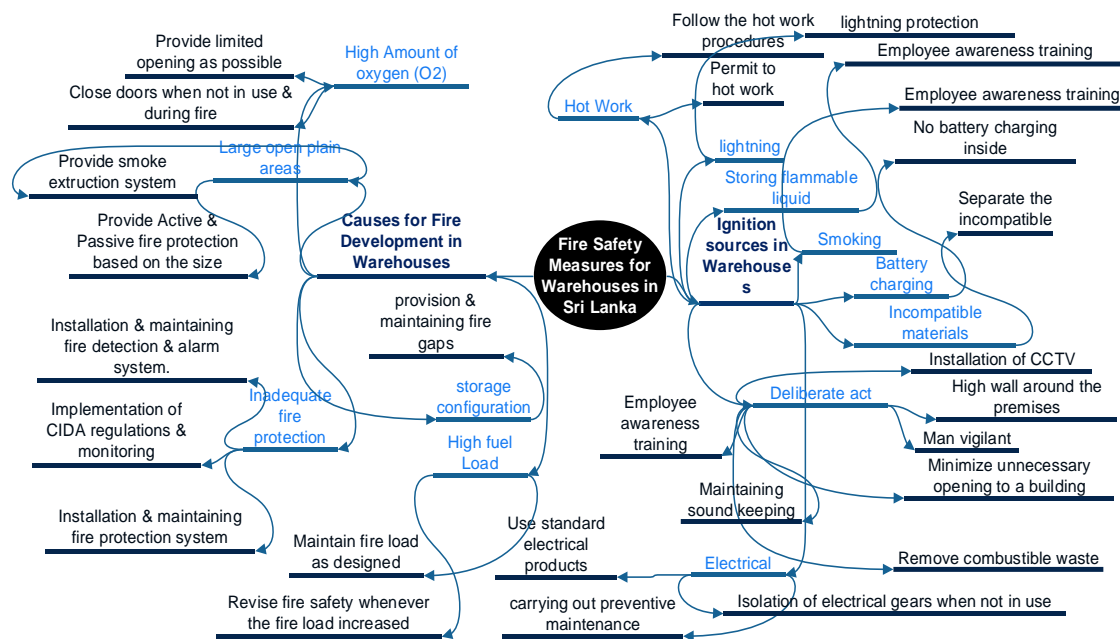 Provide limited
opening as possible
Close doors when not in use &
during fire
High Amount of
oxygen (O2)
Large open plain
areas
Provide smoke
extruction system
Provide Active &
Passive fire protection
based on the size
Causes for Fire
Development in
Warehouses
provision &
maintaining fire
gaps
storage
configuration
Installation & maintaining
fire detection & alarm
system.
Inadequate
fire
protection
Implementation of
CIDA regulations &
monitoring
Installation & maintaining
fire protection system
High fuel
Load
Maintain fire load
as designed
Revise fire safety whenever
the fire load increased
Fire Safety
Measures for
Warehouses in
Sri Lanka
Follow the hot work
procedures
Permit to
hot work
Hot Work
lightning protection
Employee awareness training
Employee awareness training
No battery charging
inside
Separate the
incompatible
lightning
Storing flammable
liquid
Ignition
sources in
Warehouse
s
Smoking
Battery
charging
Incompatible
materials
Installation of CCTV
High wall around the
premises
Man vigilant
Minimize unnecessary
opening to a building
Deliberate act
Employee
awareness
training
Maintaining
sound keeping
Remove combustible waste
Electrical
Use standard
electrical
products
carrying out preventive
maintenance
Isolation of electrical gears when not in use